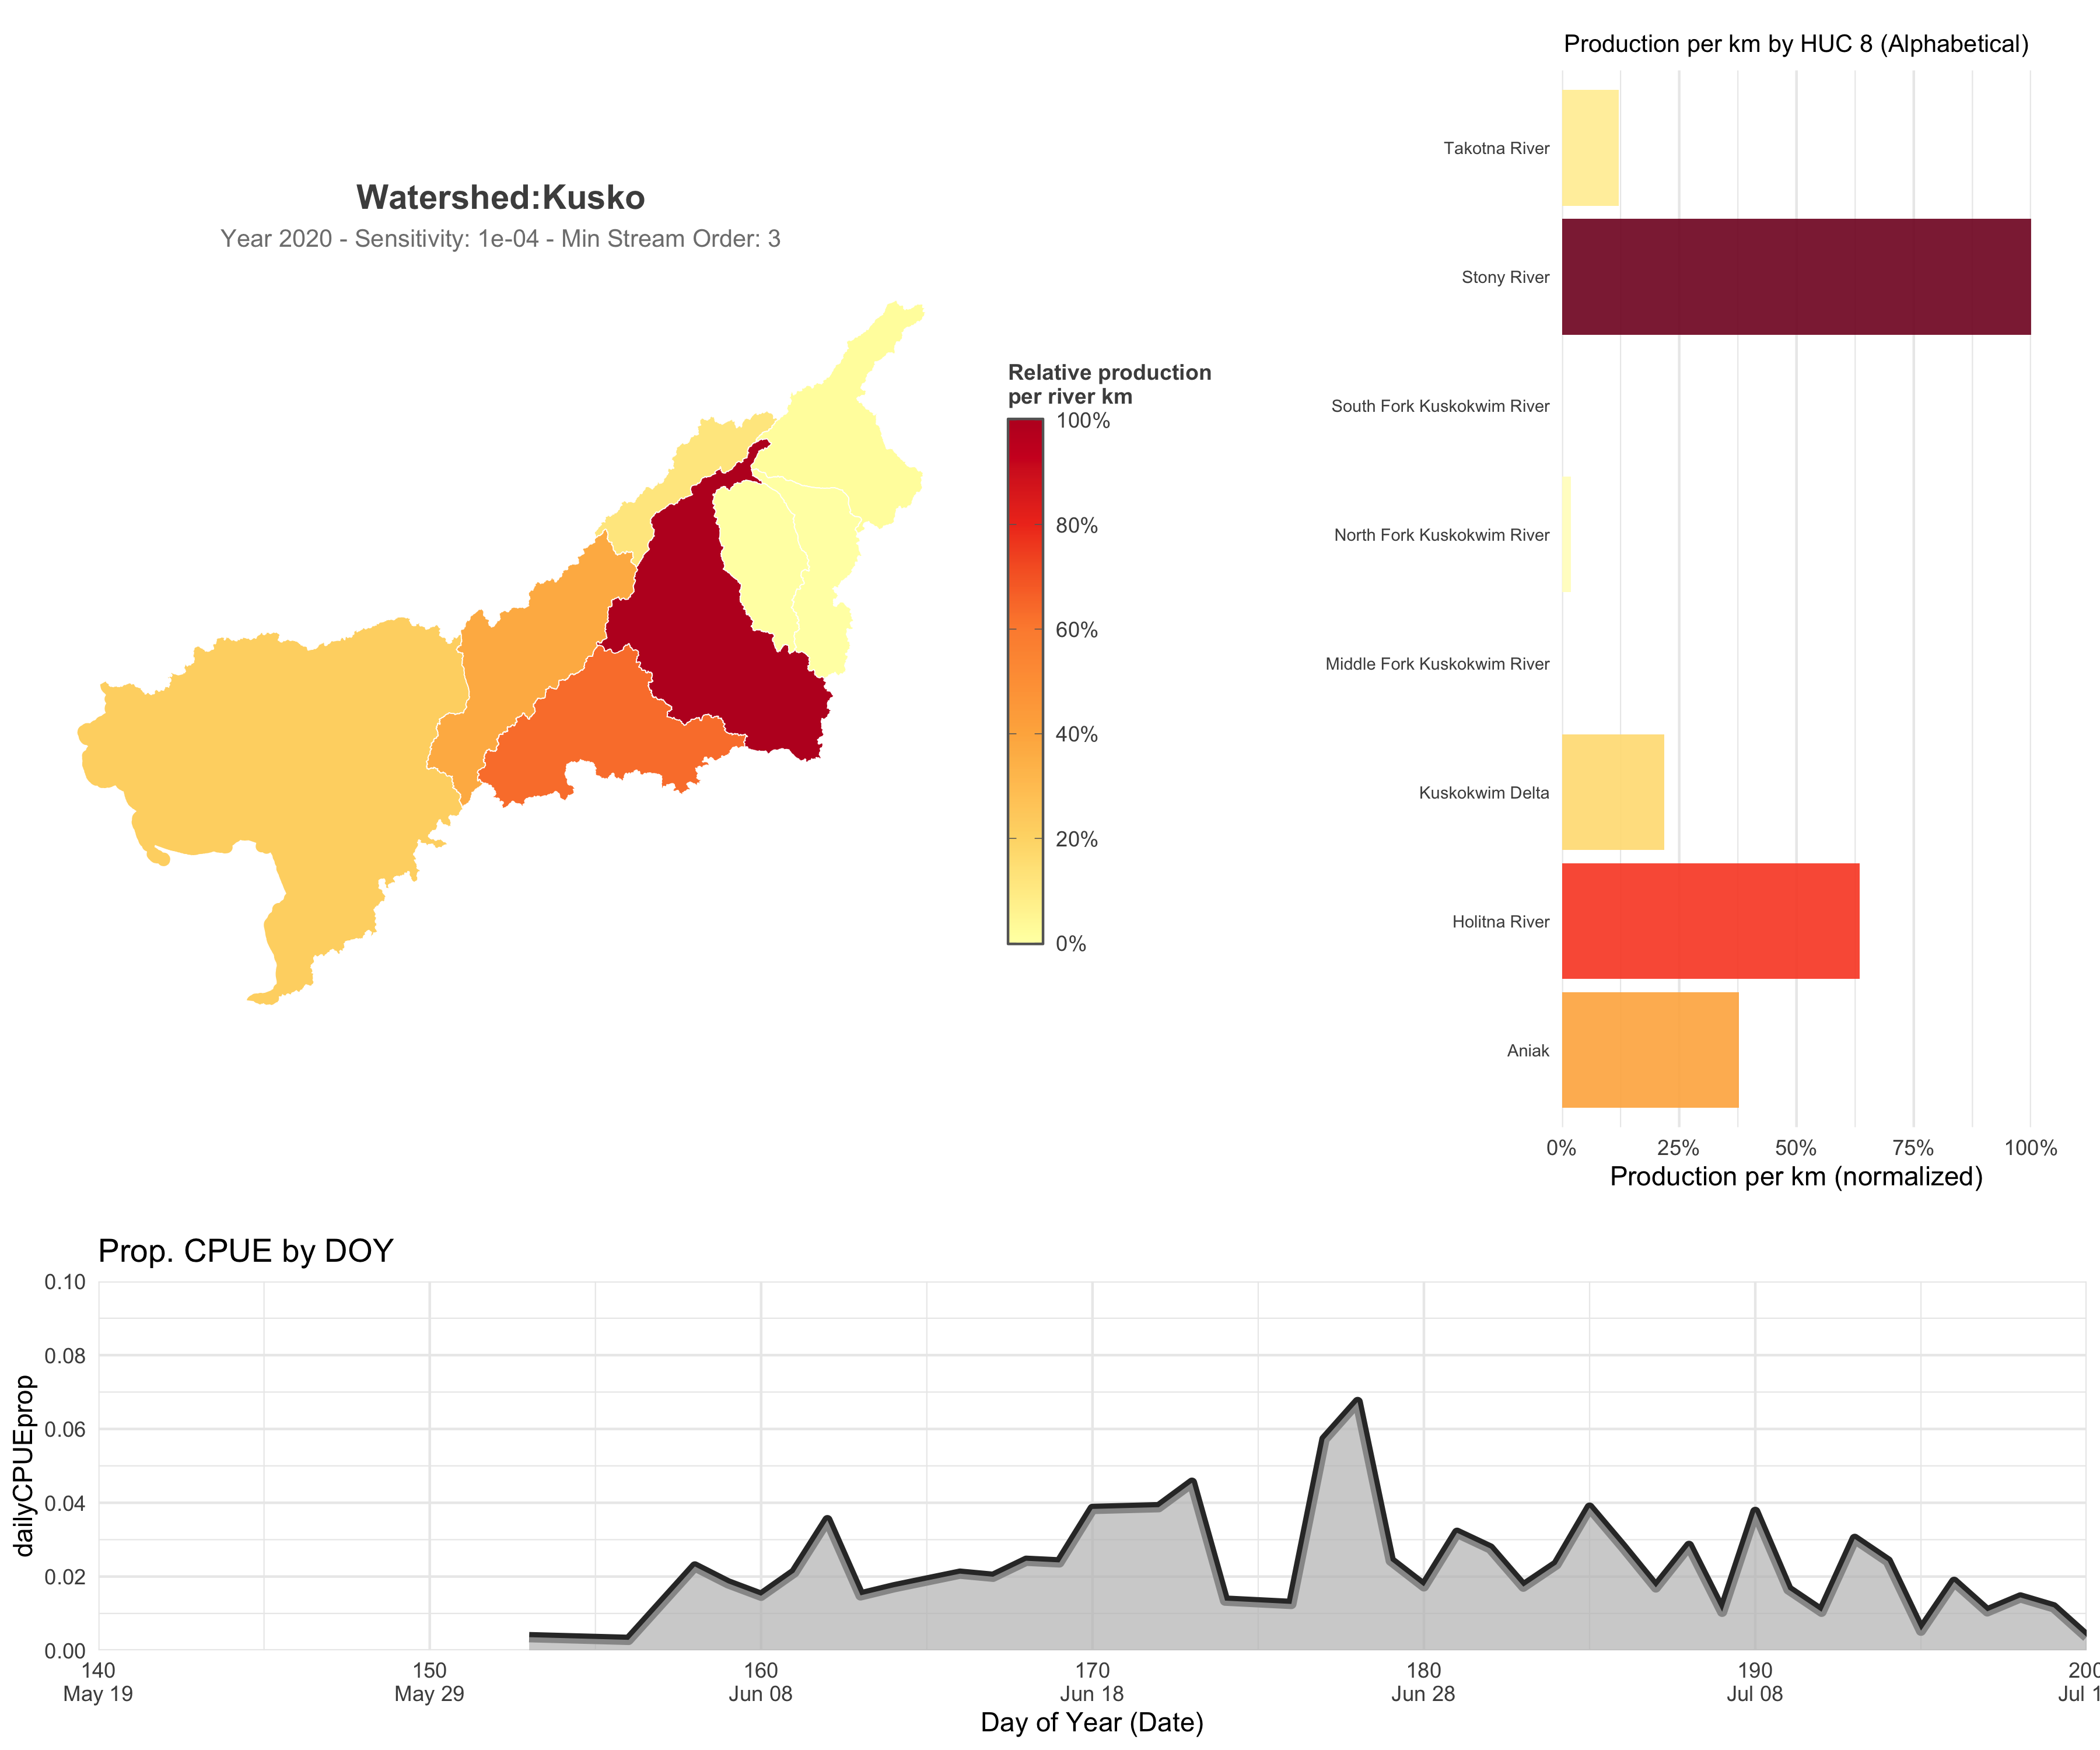 Production per km by HUC 8 (Alphabetical)
Takotna River
Stony River
South Fork Kuskokwim River
North Fork Kuskokwim River
Middle Fork Kuskokwim River
Kuskokwim Delta
Holitna River
Aniak
0% 25% 50% 75% 100%
Production per km (normalized)
Watershed:Kusko
Year 2020 - Sensitivity: 1e-04 - Min Stream Order: 3
Relative production
per river km
100%
80%
60%
40%
20%
0%
Prop. CPUE by DOY
dailyCPUEprop
0.10
0.08
0.06
0.04
0.02
0.00
140 150 160 170 180 190 200
May 19 May 29 Jun 08 Jun 18 Jun 28 Jul 08 Jul 1
Day of Year (Date)